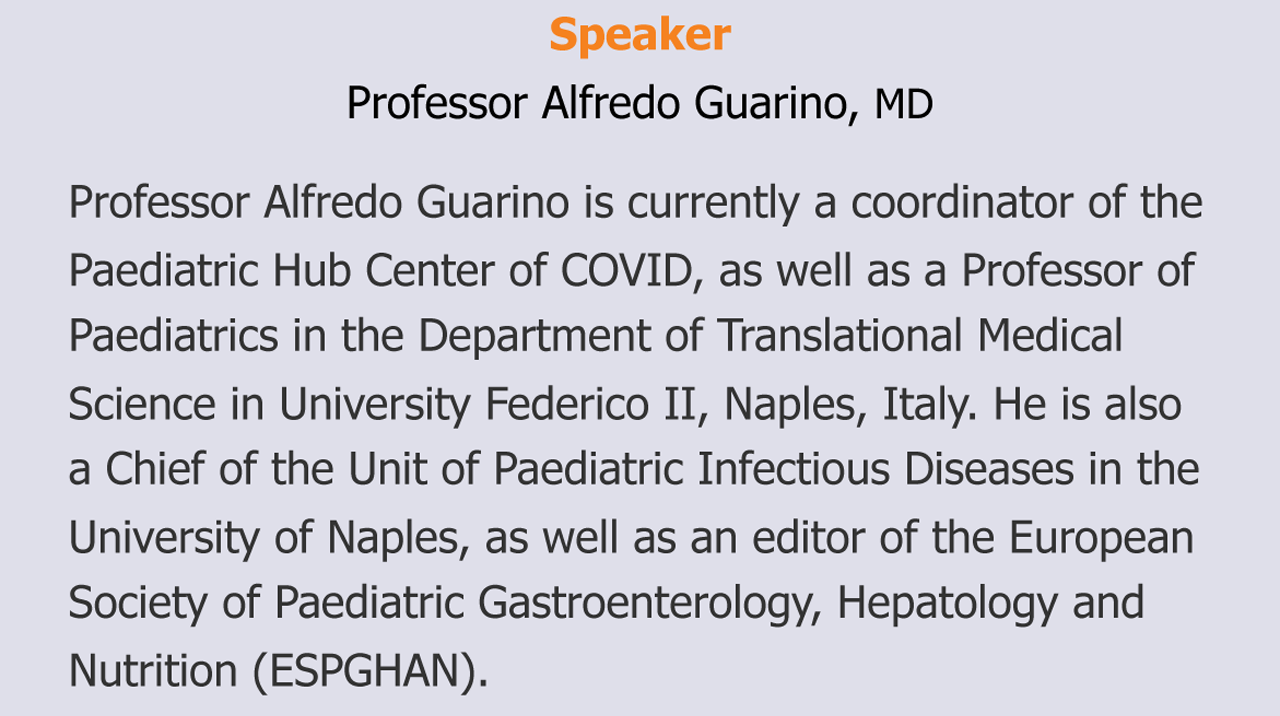 Speaker
Professor Alfredo Guarino, MD
Professor Alfredo Guarino is currently a coordinator of the
Paediatric Hub Center of COVID, as well as a Professor of
Paediatrics in the Department of Translational Medical
Science in University Federico II, Naples, Italy. He is also
a Chief of the Unit of Paediatric Infectious Diseases in the
University of Naples, as well as an editor of the European
Society of Paediatric Gastroenterology, Hepatology and
Nutrition (ESPGHAN).